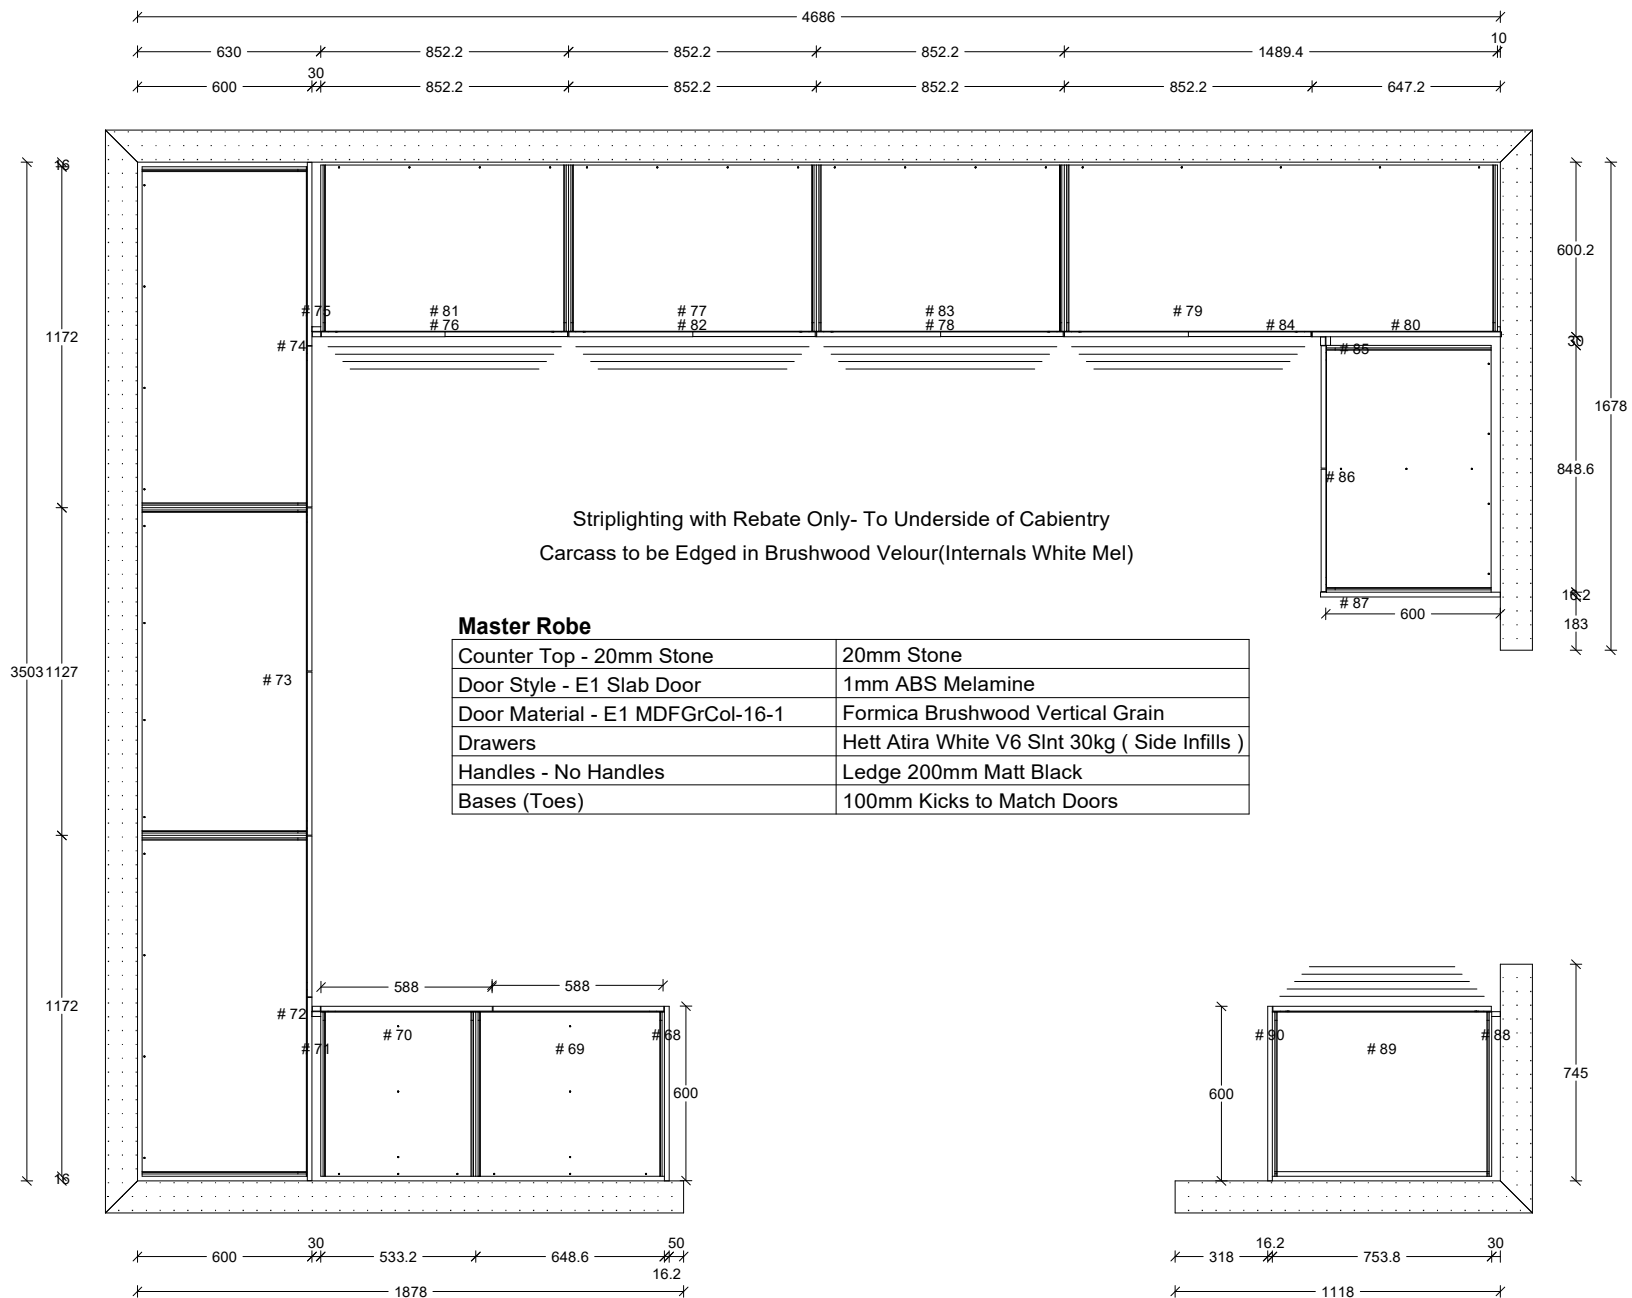 4686
630 852.2 852.2 852.2 1489.4 10
30
600 852.2 852.2 852.2 852.2 647.2
16
600.2
# 75 # 81 # 77 # 83 # 79
# 76 # 82 # 78 # 84 # 80
1172 # 74 30
# 85
1678
848.6
# 86
Striplighting with Rebate Only- To Underside of Cabientry
Carcass to be Edged in Brushwood Velour(Internals White Mel)
16.2
# 87
600 183
Master Robe
Counter Top - 20mm Stone 20mm Stone
3503 1127 # 73
Door Style - E1 Slab Door 1mm ABS Melamine
Door Material - E1 MDFGrCol-16-1 Formica Brushwood Vertical Grain
Drawers Hett Atira White V6 Slnt 30kg ( Side Infills )
Handles - No Handles Ledge 200mm Matt Black
Bases (Toes) 100mm Kicks to Match Doors
588 588
1172 # 72
# 70 # 68 # 90 # 88
# 71 # 69 # 89
745
600 600
16
30 50 16.2 30
600 533.2 648.6 318 753.8
16.2
1878 1118